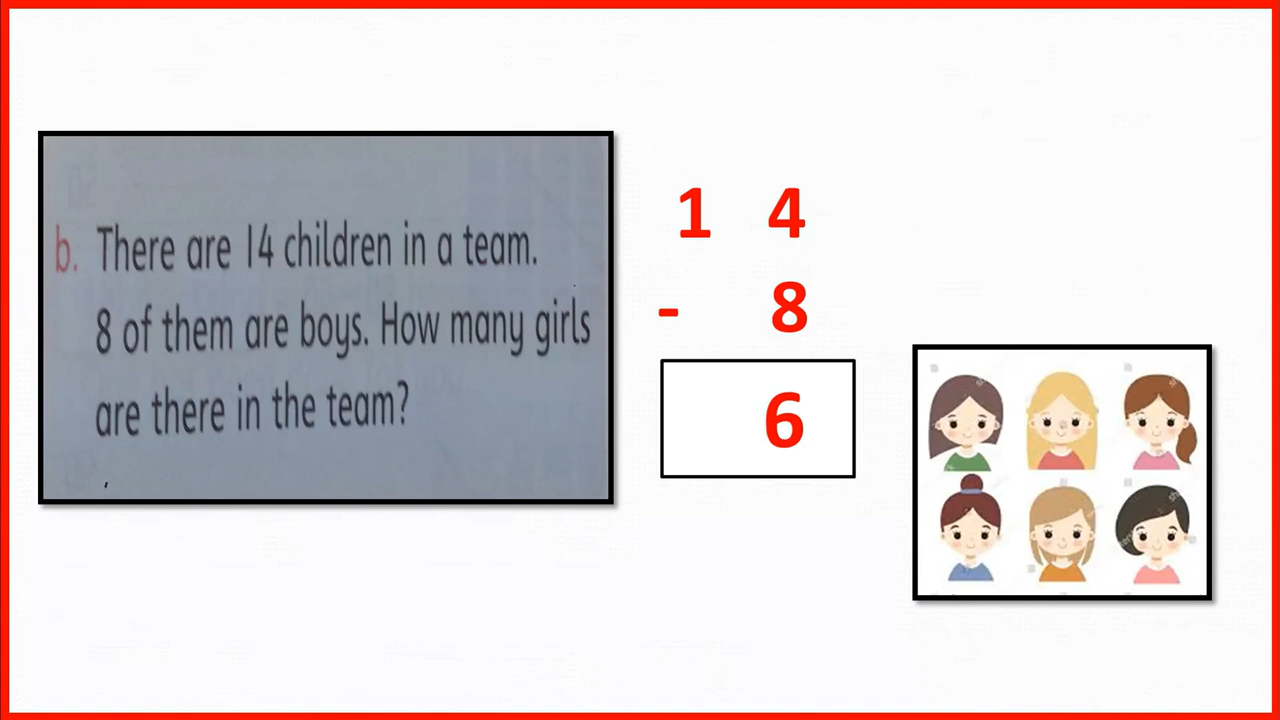 b. There are 14 children in a team.
8 of them are boys. How many girls
are there in the team?
1 4
- 8
6